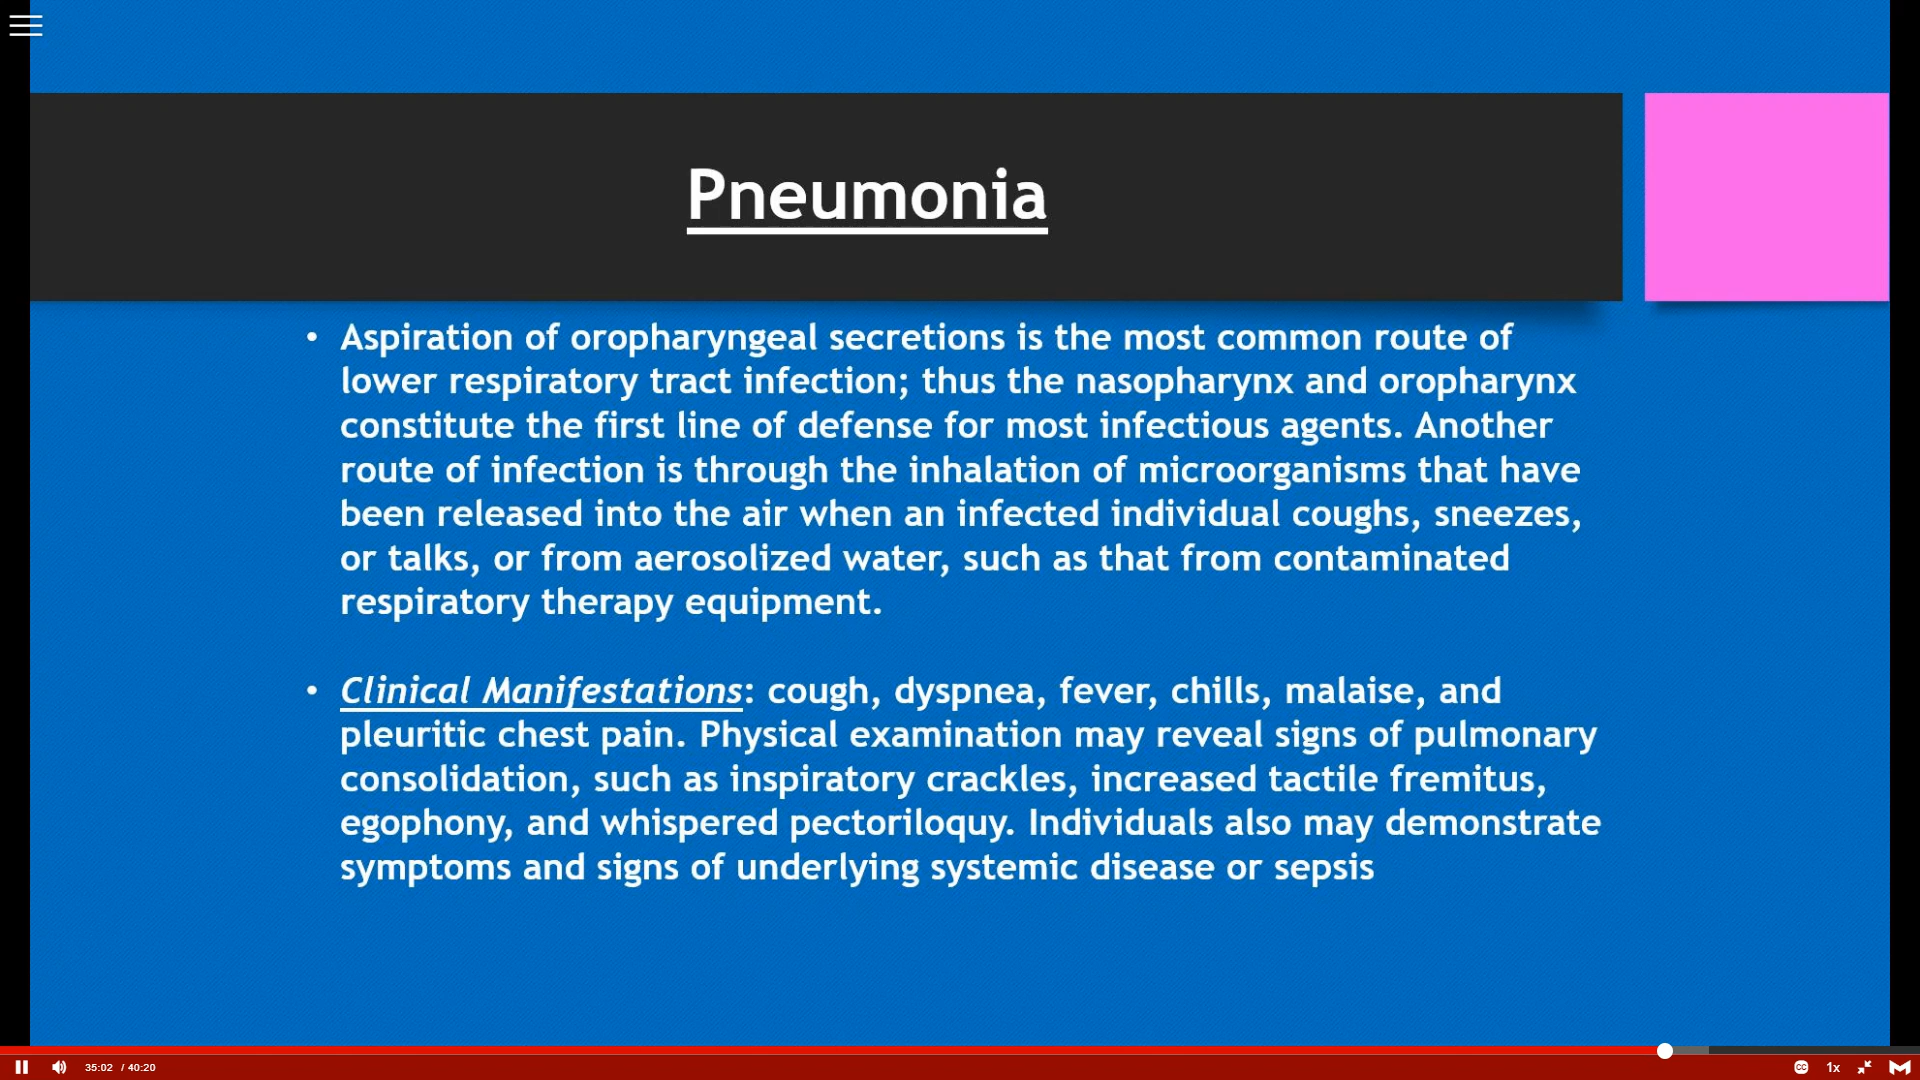 Pneumonia
• Aspiration of oropharyngeal secretions is the most common route of
lower respiratory tract infection; thus the nasopharynx and oropharynx
constitute the first line of defense for most infectious agents. Another
route of infection is through the inhalation of microorganisms that have
been released into the air when an infected individual coughs, sneezes,
or talks, or from aerosolized water, such as that from contaminated
respiratory therapy equipment.
• Clinical Manifestations: cough, dyspnea, fever, chills, malaise, and
pleuritic chest pain. Physical examination may reveal signs of pulmonary
consolidation, such as inspiratory crackles, increased tactile fremitus,
egophony, and whispered pectoriloquy. Individuals also may demonstrate
symptoms and signs of underlying systemic disease or sepsis
35:02 / 40:20
CC
1x